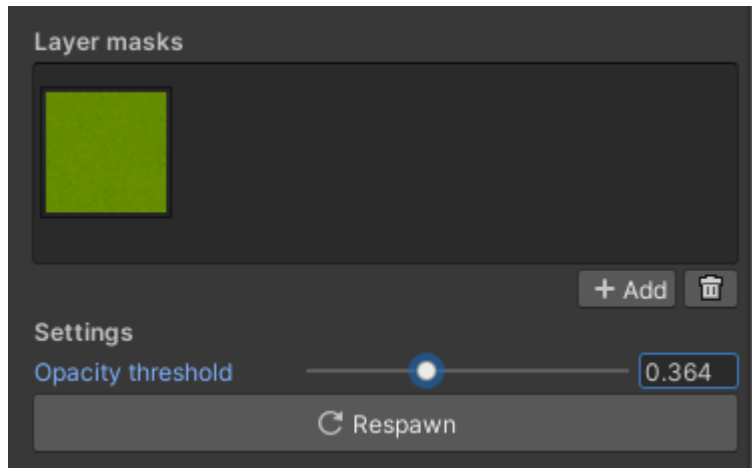 Layer masks
+ Add
Settings
Opacity threshold 0.364
Respawn